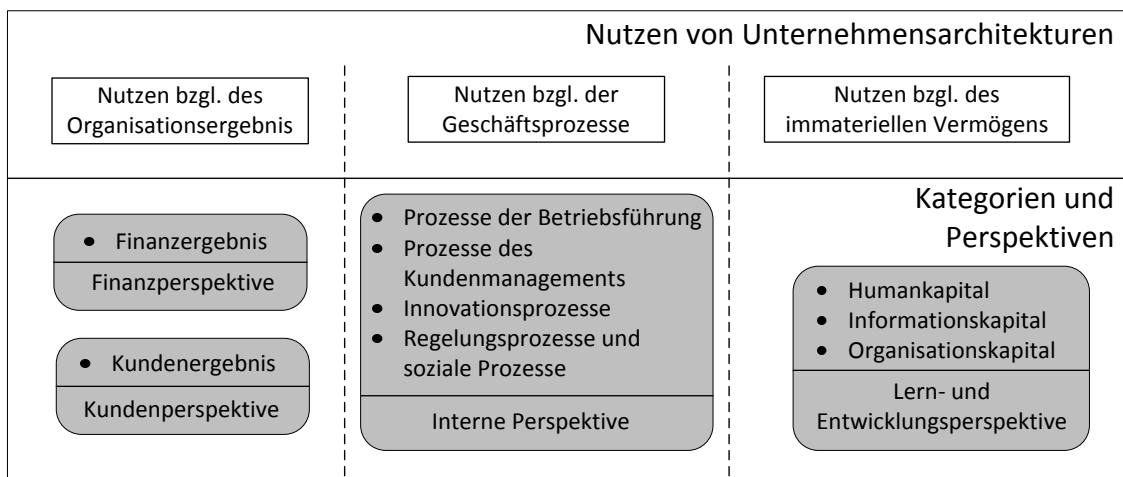 Nutzen von Unternehmensarchitekturen
Nutzen bzgl. des
Organisationsergebnis
Nutzen bzgl. der
Geschäftsprozesse
Nutzen bzgl. des
immateriellen Vermögens
Kategorien und
Perspektiven
• Finanzergebnis
Finanzperspektive
• Kundenergebnis
Kundenperspektive
• Prozesse der Betriebsführung
• Prozesse des
Kundenmanagements
• Innovationsprozesse
• Regelungsprozesse und
soziale Prozesse
Interne Perspektive
• Humankapital
• Informationskapital
• Organisationskapital
Lern- und
Entwicklungsperspektive